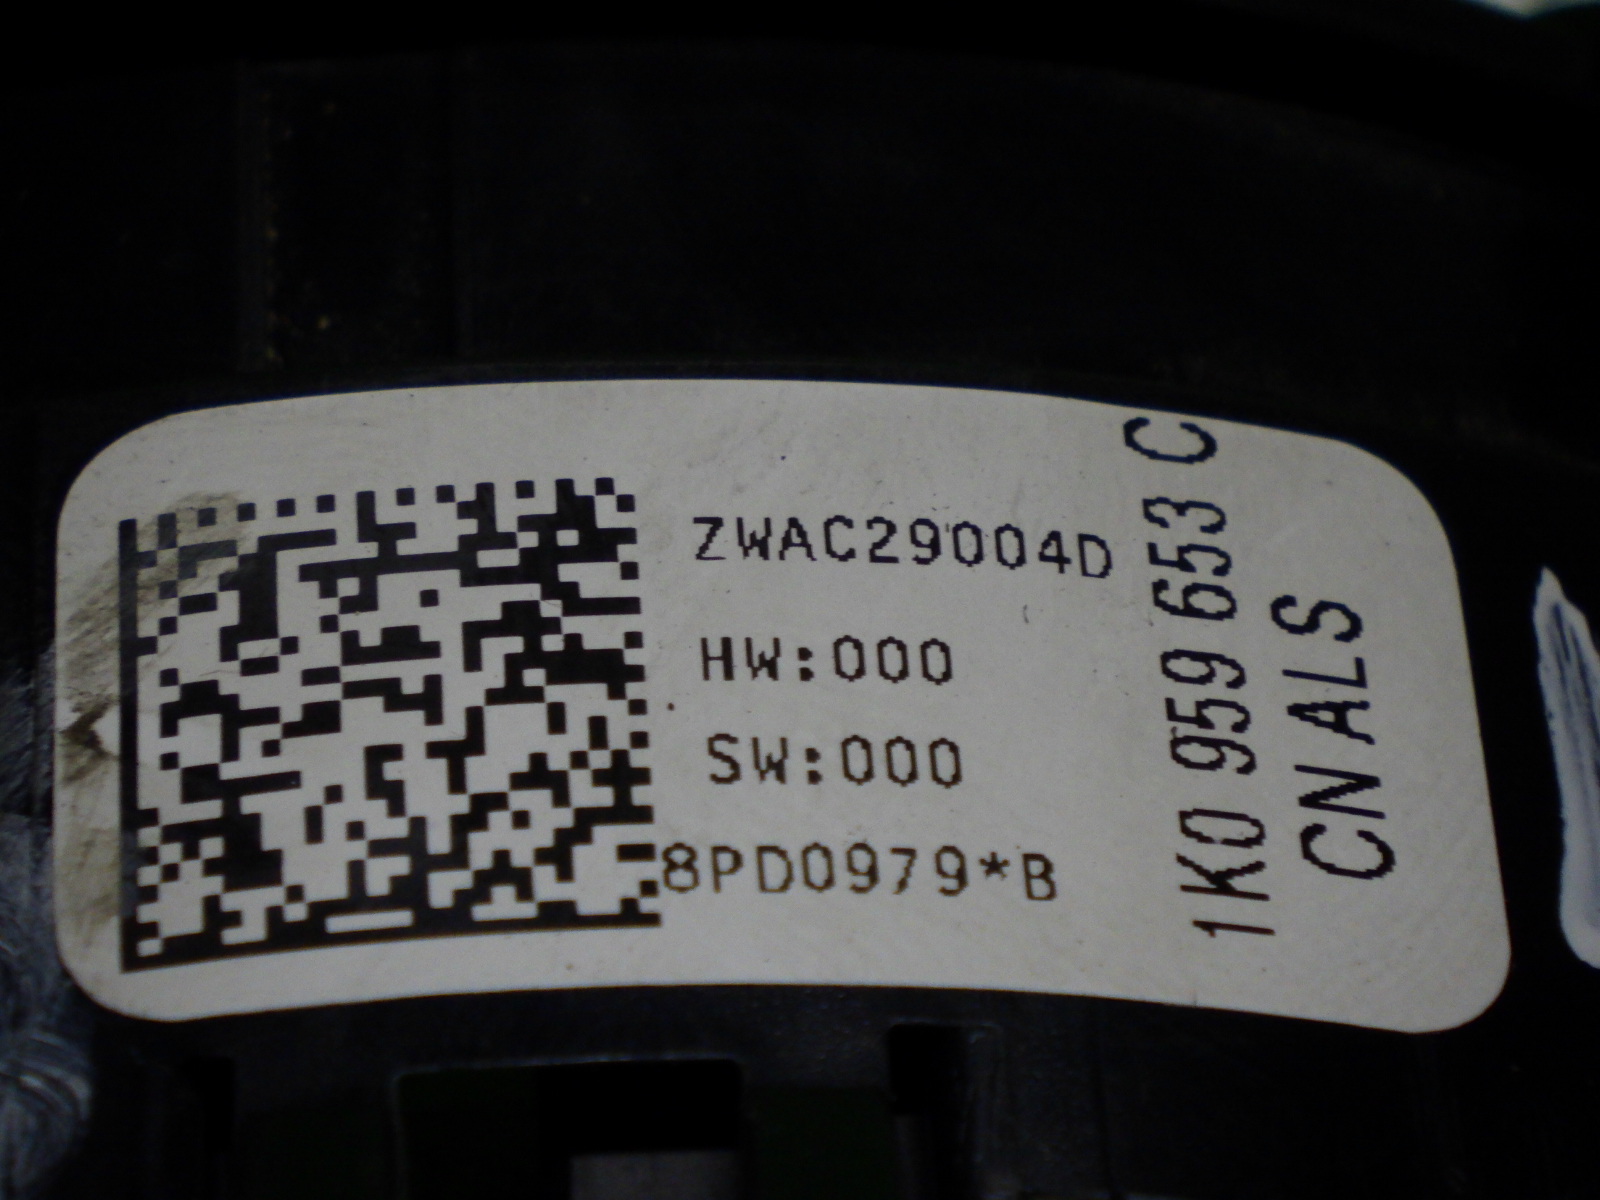 ZWAC29004D
HW:000
SW:000
8PD0979*B
1K0 959 653 C
CN ALS